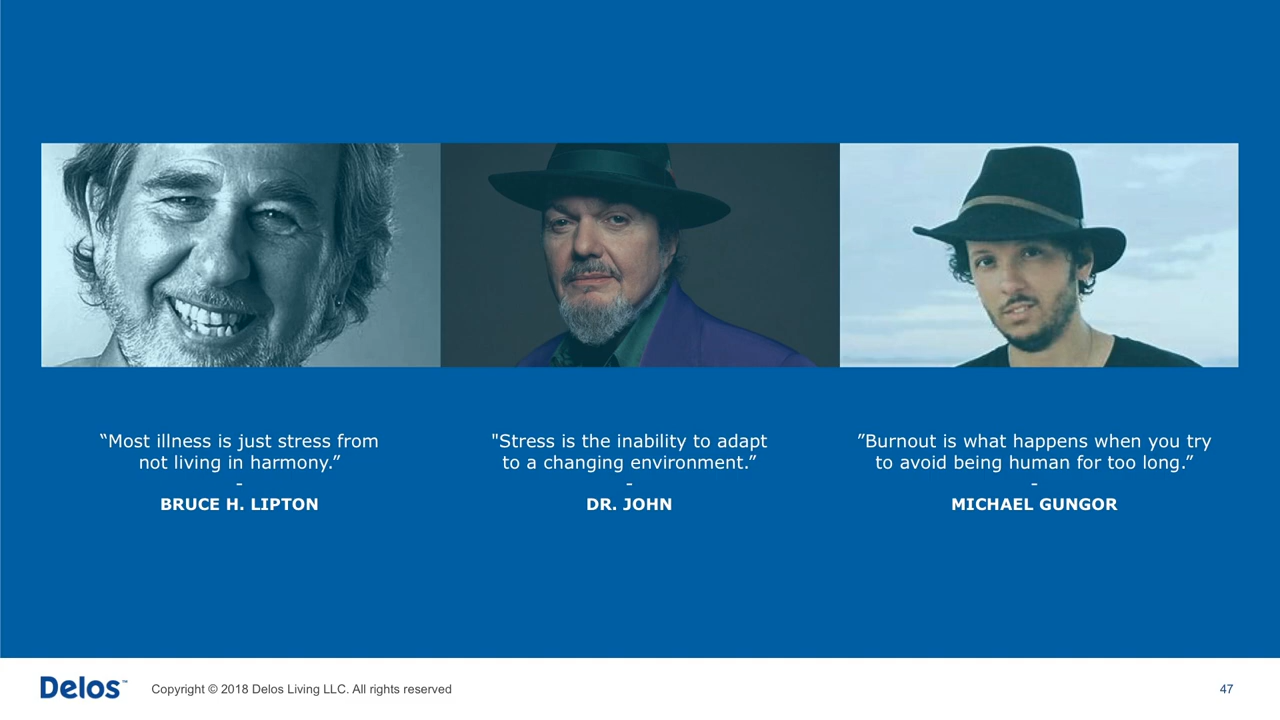 “Most illness is just stress from
not living in harmony.”
-
BRUCE H. LIPTON
"Stress is the inability to adapt
to a changing environment.”
-
DR. JOHN
”Burnout is what happens when you try
to avoid being human for too long.”
-
MICHAEL GUNGOR
Delos™
Copyright © 2018 Delos Living LLC. All rights reserved
47